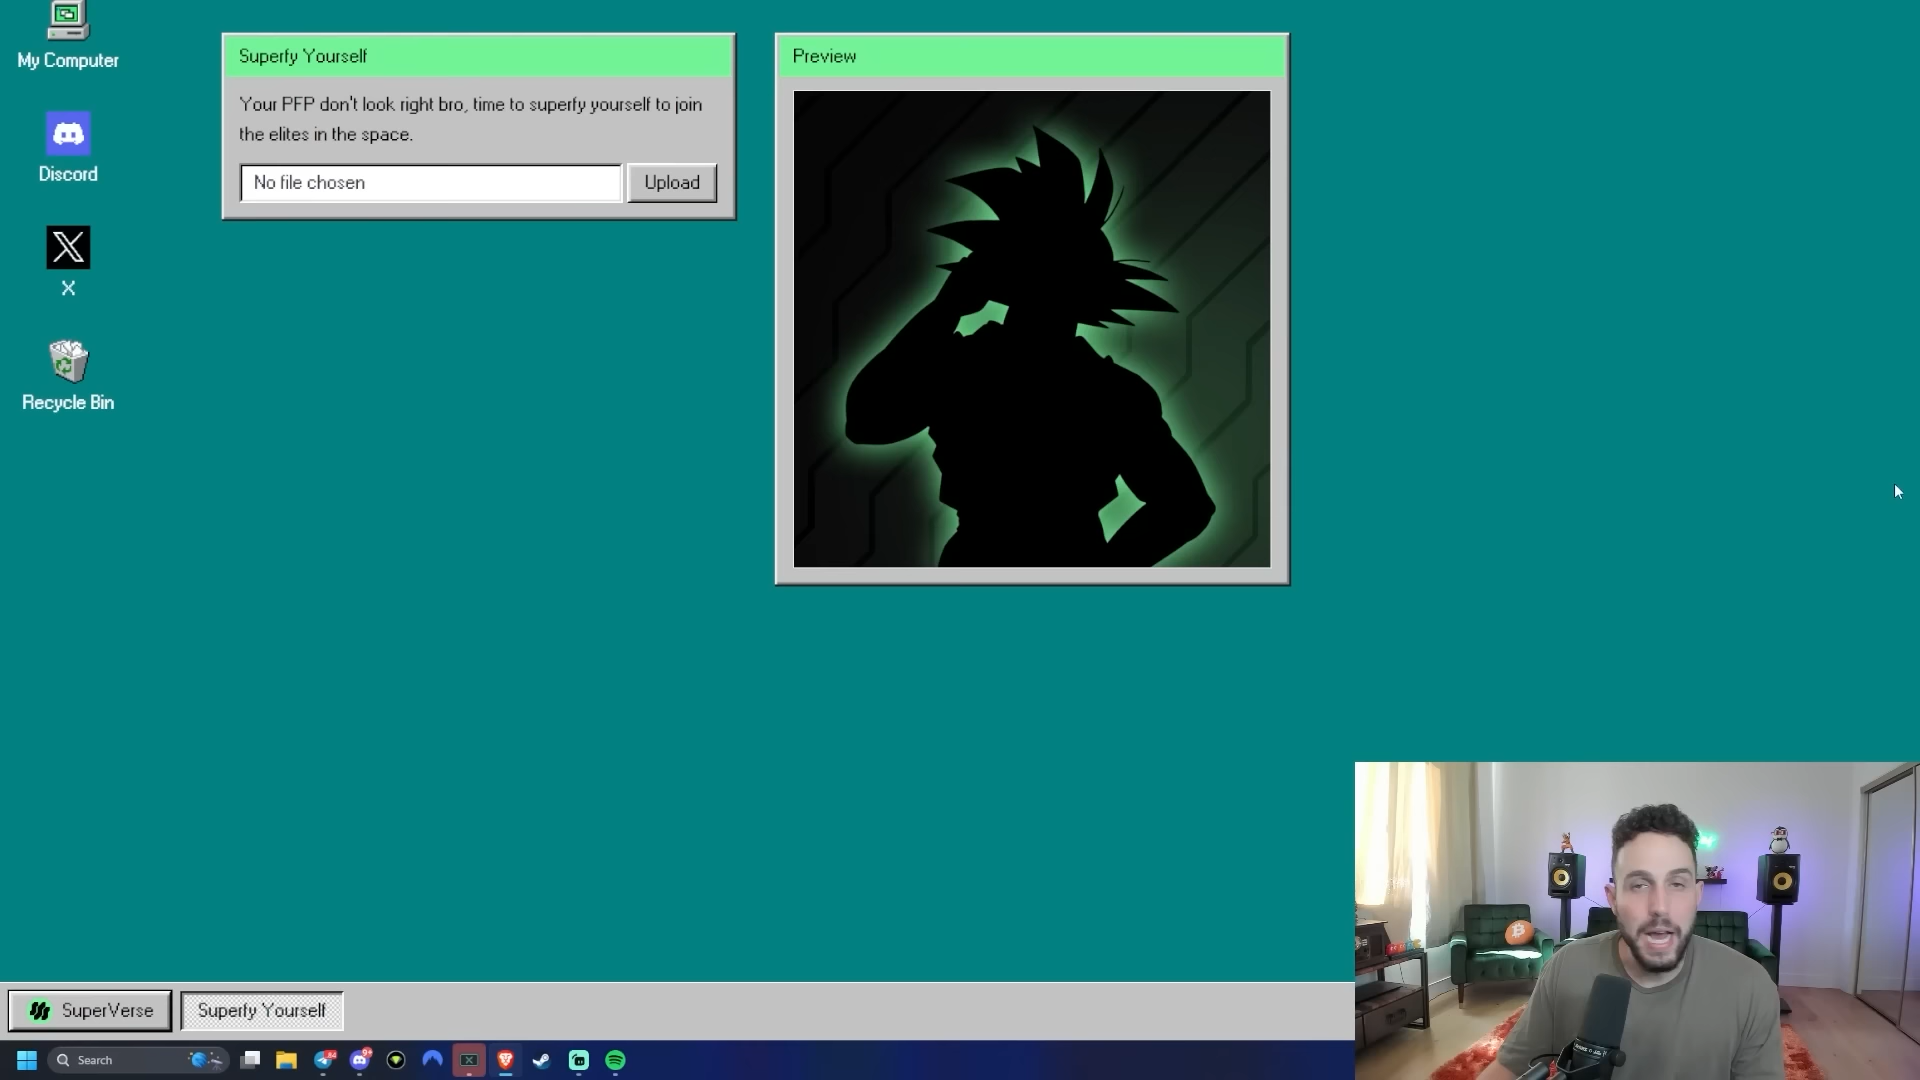 My Computer
Discord
X
Recycle Bin
Superfy Yourself
Your PFP don't look right bro, time to superfy yourself to join
the elites in the space.
No file chosen
Upload
Preview
SuperVerse
Superfy Yourself
Search